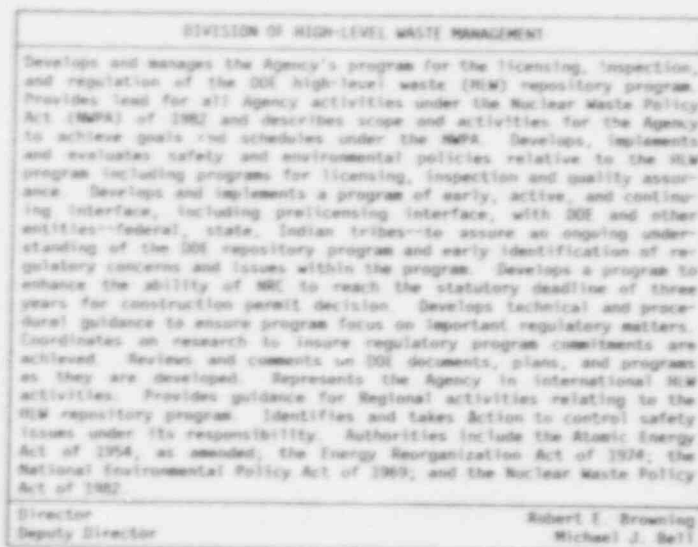 DIVISION OF HIGH-LEVEL WASTE MANAGEMENT
Develops and manages the Agency's program for the licensing, inspection,
and regulation of the DOE high-level waste (HLW) repository program.
Provides lead for all Agency activities under the Nuclear Waste Policy
Act (NWPA) of 1982 and describes scope and activities for the Agency
to achieve goals and schedules under the NWPA. Develops, implements
and evaluates safety and environmental policies relative to the HLW
program including programs for licensing, inspection and quality assur-
ance. Develops and implements a program of early, active, and continu-
ing interface, including prelicensing interface, with DOE and other
entities--federal, state, Indian tribes--to assure an ongoing under-
standing of the DOE repository program and early identification of re-
gulatory concerns and issues within the program. Develops a program to
enhance the ability of NRC to reach the statutory deadline of three
years for construction permit decision. Develops technical and proce-
dural guidance to ensure program focus on important regulatory matters.
Coordinates on research to insure regulatory program commitments are
achieved. Reviews and comments on DOE documents, plans, and programs
as they are developed. Represents the Agency in international HLW
activities. Provides guidance for Regional activities relating to the
HLW repository program. Identifies and takes action to control safety
issues under its responsibility. Authorities include the Atomic Energy
Act of 1954, as amended; the Energy Reorganization Act of 1974; the
National Environmental Policy Act of 1969; and the Nuclear Waste Policy
Act of 1982.
Director Robert E. Browning
Deputy Director Michael J. Bell